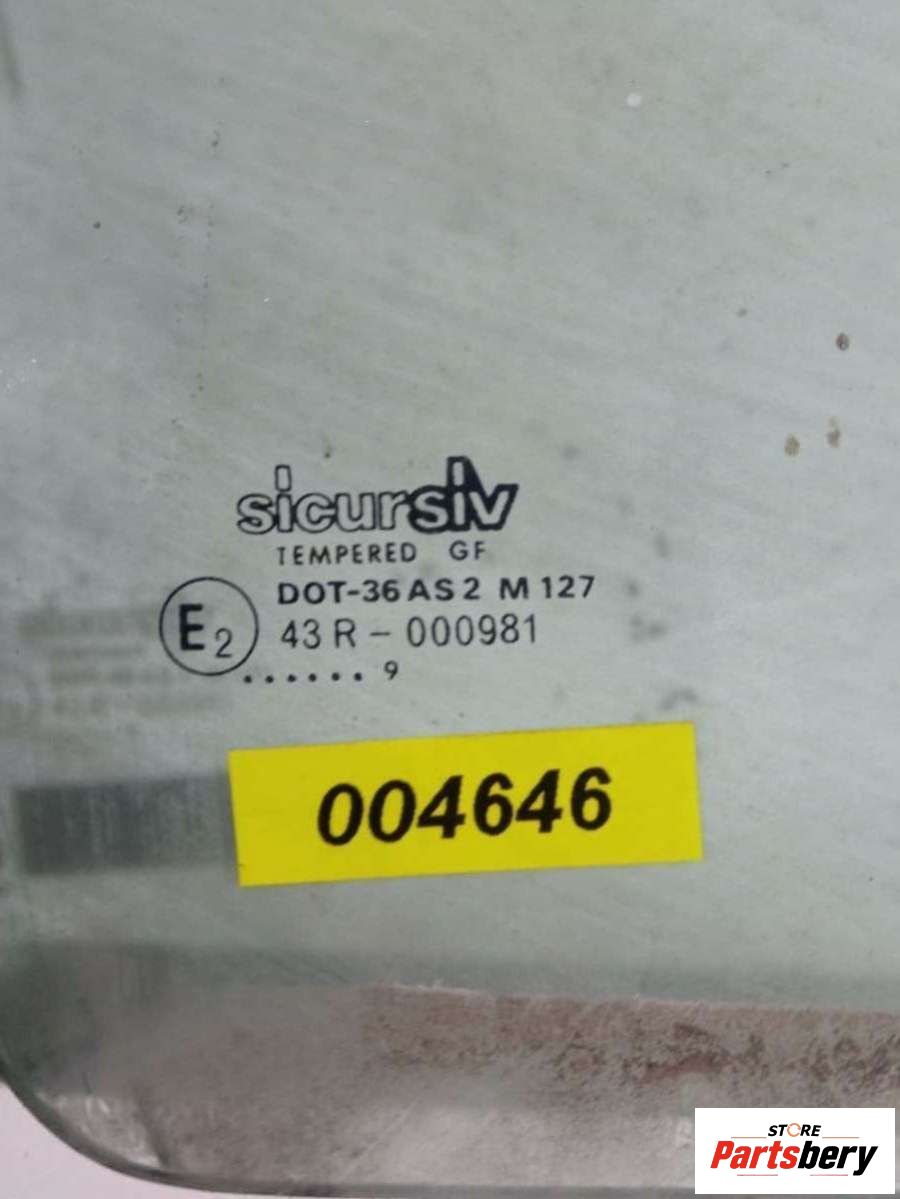 sicursiv
TEMPERED GF
DOT-36 AS 2 M 127
E2
43 R - 000981
...... 9
004646
STORE
Partsbery